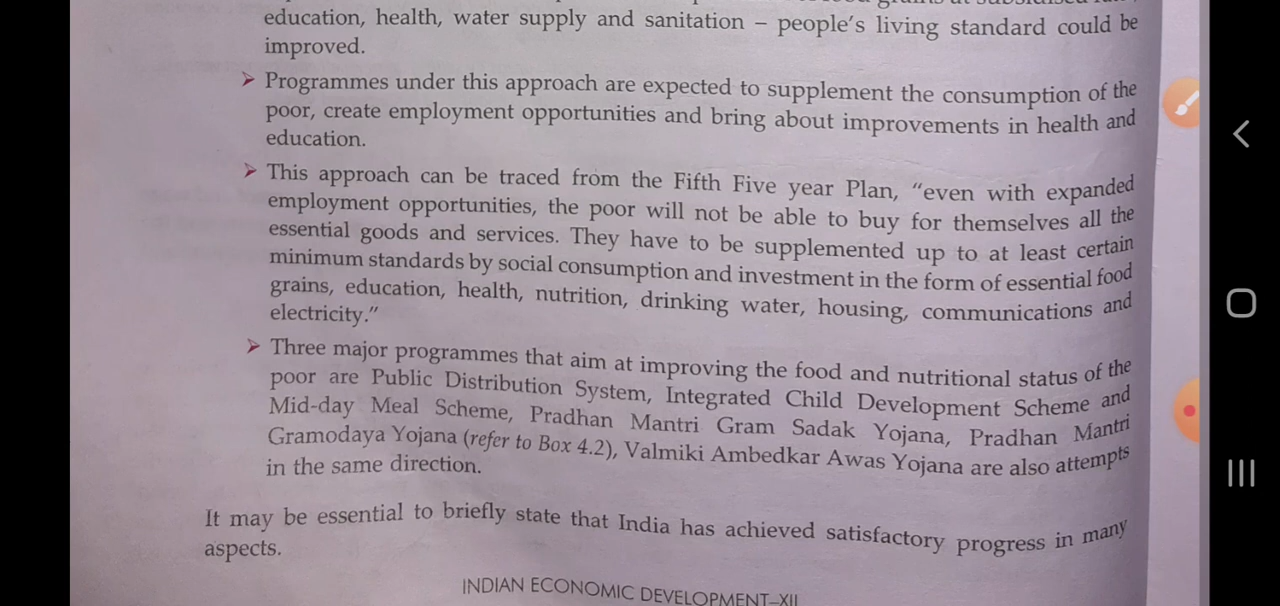 education, health, water supply and sanitation – people's living standard could be
improved.
➢ Programmes under this approach are expected to supplement the consumption of the
poor, create employment opportunities and bring about improvements in health and
education.
➢ This approach can be traced from the Fifth Five year Plan, "even with expanded
employment opportunities, the poor will not be able to buy for themselves all the
essential goods and services. They have to be supplemented up to at least certain
minimum standards by social consumption and investment in the form of essential food
grains, education, health, nutrition, drinking water, housing, communications and
electricity."
➢ Three major programmes that aim at improving the food and nutritional status of the
poor are Public Distribution System, Integrated Child Development Scheme and
Mid-day Meal Scheme, Pradhan Mantri Gram Sadak Yojana, Pradhan Mantri
Gramodaya Yojana (refer to Box 4.2), Valmiki Ambedkar Awas Yojana are also attempts
in the same direction.
It may be essential to briefly state that India has achieved satisfactory progress in many
aspects.
INDIAN ECONOMIC DEVELOPMENT–XII